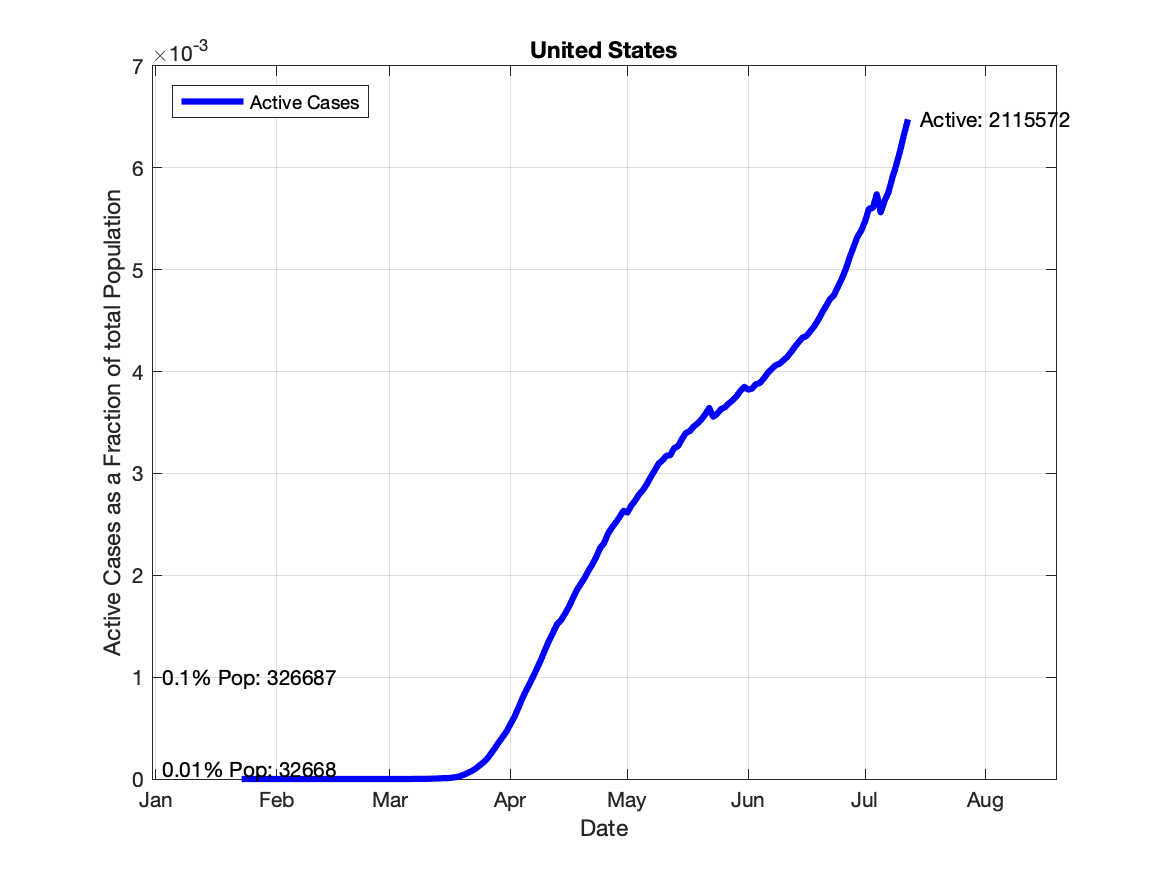 ×10-3
United States
7
Active Cases
Active: 2115572
6
5
4
3
2
1
0.1% Pop: 326687
0.01% Pop: 32668
0
Active Cases as a Fraction of total Population
Jan Feb Mar Apr May Jun Jul Aug
Date